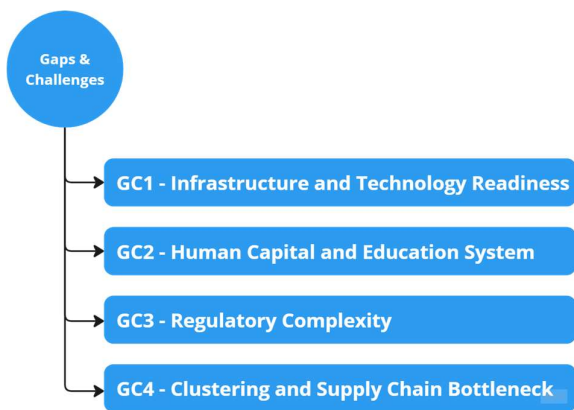 Gaps &
Challenges
GC1 - Infrastructure and Technology Readiness
GC2 - Human Capital and Education System
GC3 - Regulatory Complexity
GC4 - Clustering and Supply Chain Bottleneck